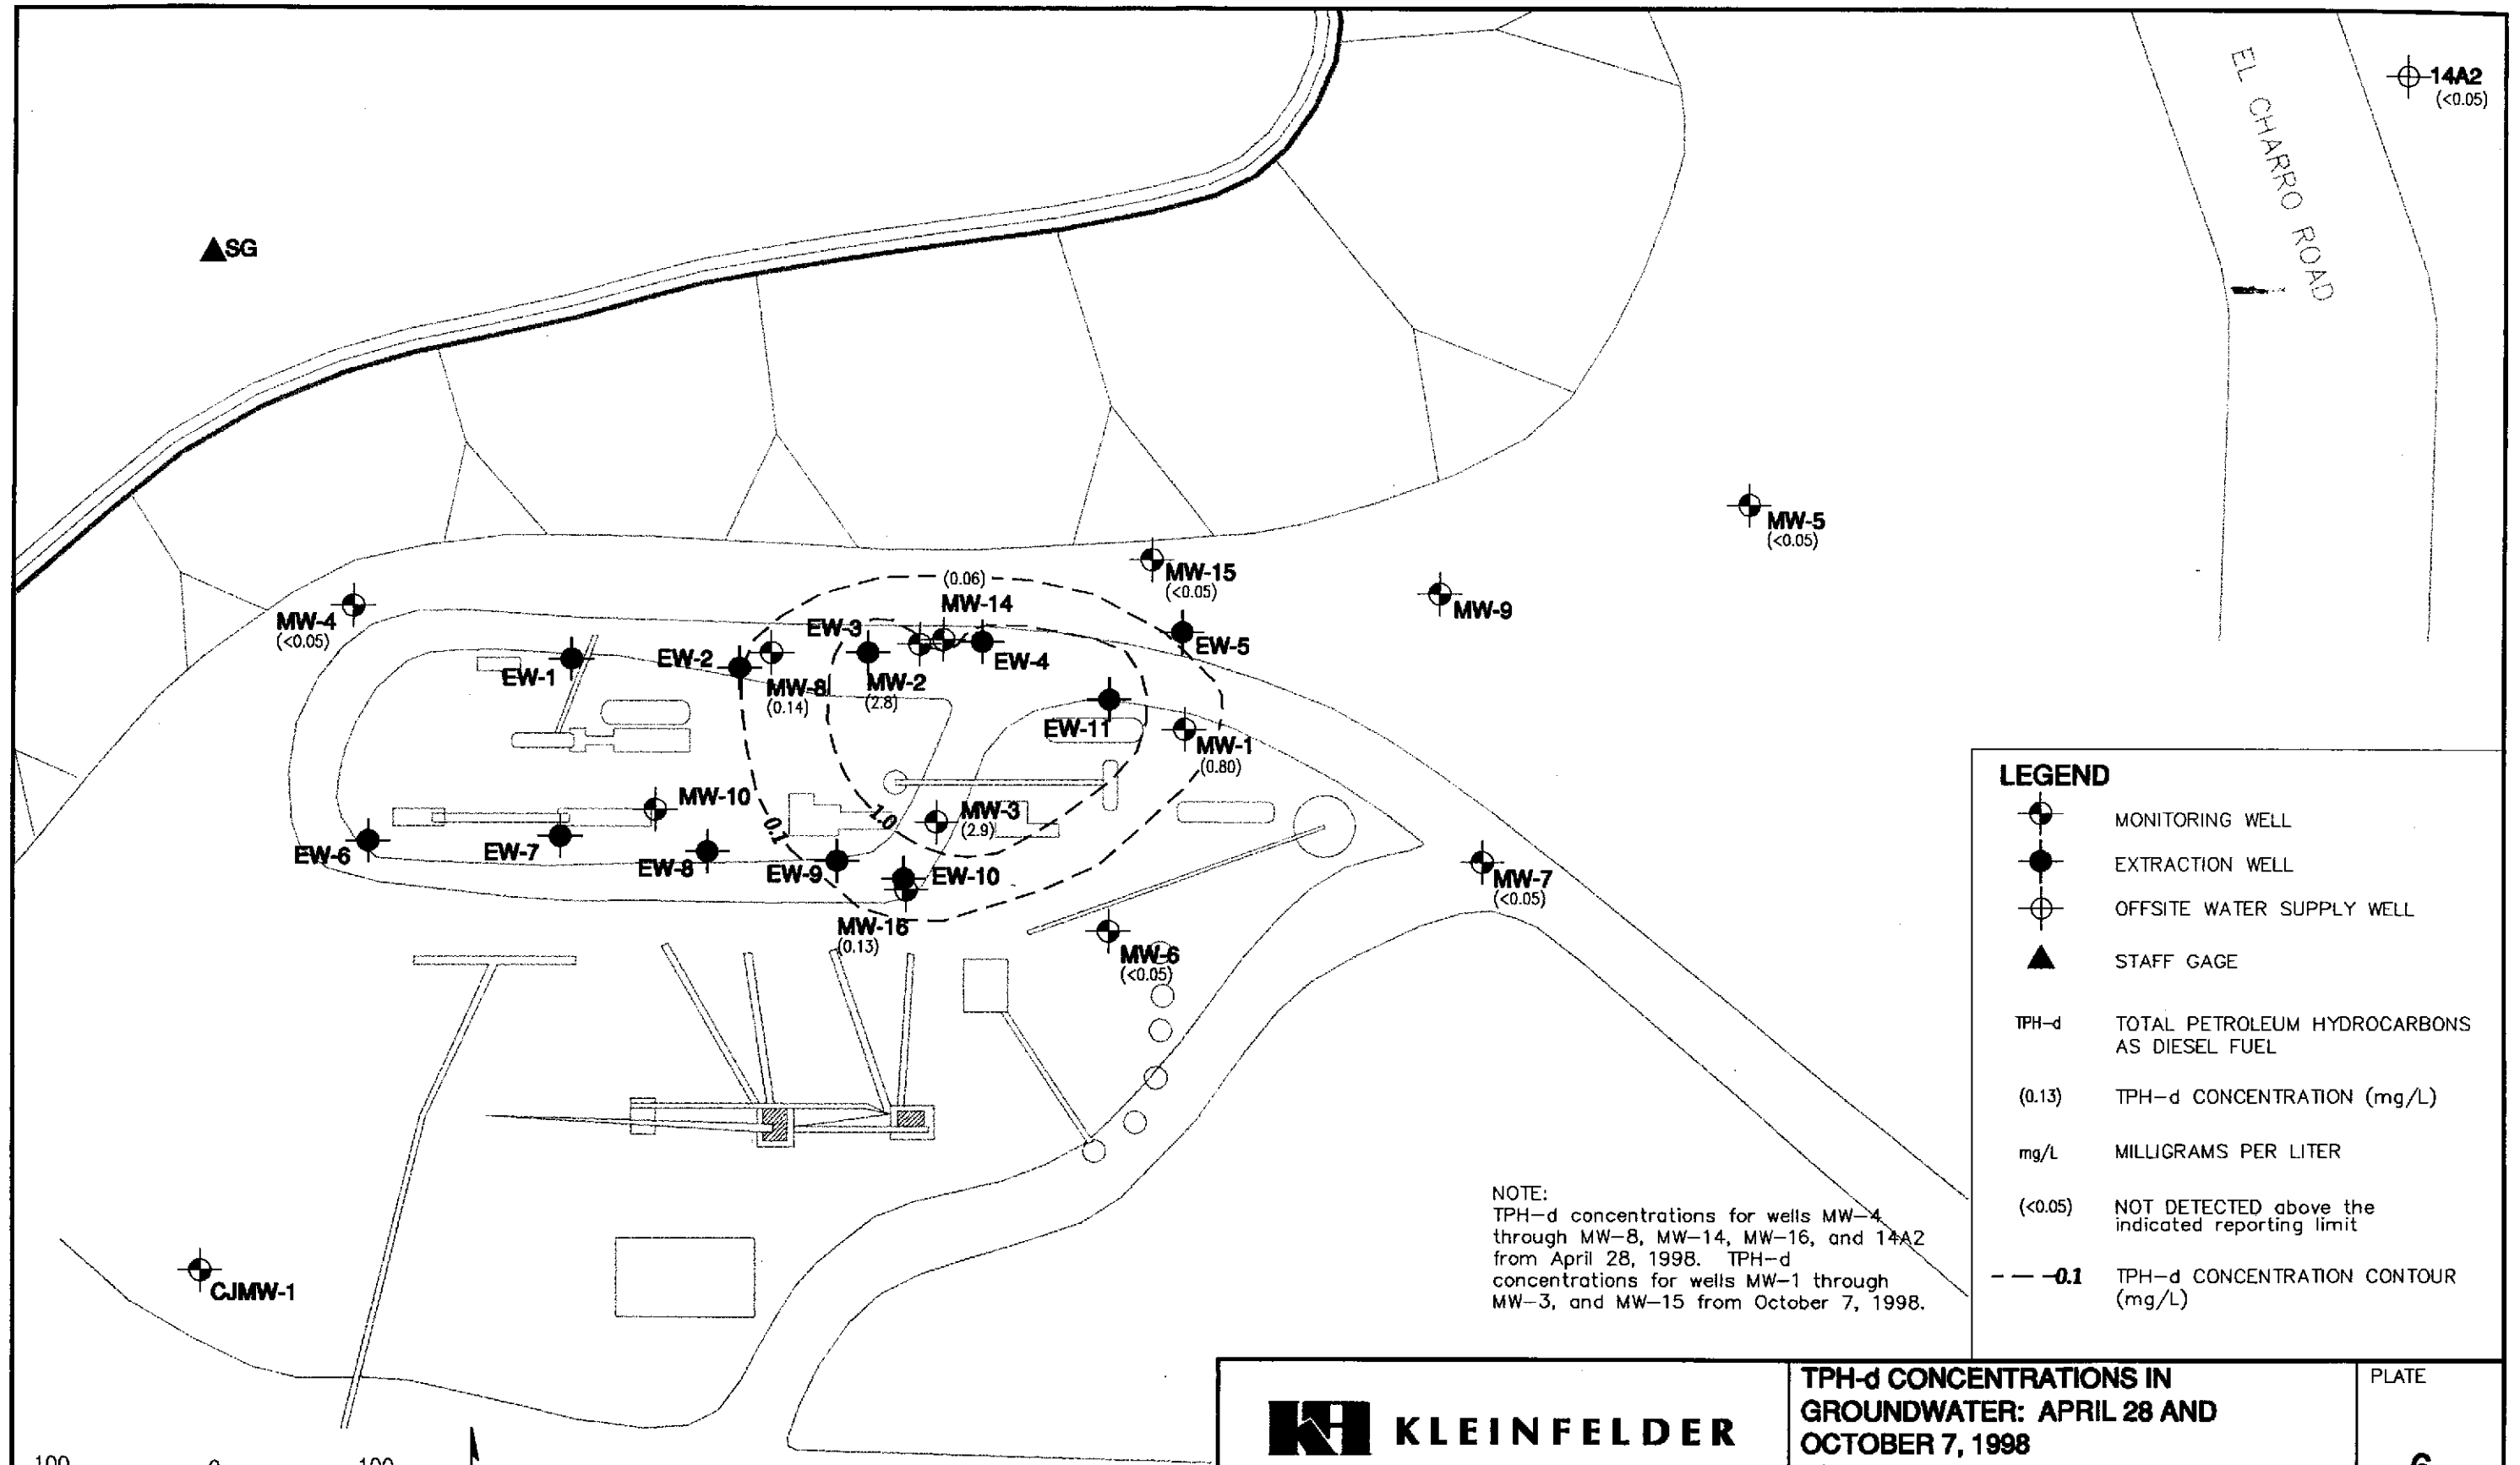 EL CHARRO ROAD
14A2
(<0.05)
SG
MW-5
(<0.05)
MW-15
(<0.05)
MW-9
(0.06)
MW-14
MW-4
(<0.05)
EW-3
EW-5
EW-4
EW-2
EW-1
MW-8
(0.14)
MW-2
(2.8)
EW-11
MW-1
(0.80)
MW-10
MW-3
(2.9)
1.0
0.1
EW-6
EW-7
EW-8
EW-9
EW-10
MW-7
(<0.05)
MW-16
(0.13)
MW-6
(<0.05)
CJMW-1
LEGEND
MONITORING WELL
EXTRACTION WELL
OFFSITE WATER SUPPLY WELL
STAFF GAGE
TPH-d TOTAL PETROLEUM HYDROCARBONS
AS DIESEL FUEL
(0.13) TPH-d CONCENTRATION (mg/L)
mg/L MILLIGRAMS PER LITER
(<0.05) NOT DETECTED above the
indicated reporting limit
0.1 TPH-d CONCENTRATION CONTOUR
(mg/L)
NOTE:
TPH-d concentrations for wells MW-4
through MW-8, MW-14, MW-16, and 14A2
from April 28, 1998. TPH-d
concentrations for wells MW-1 through
MW-3, and MW-15 from October 7, 1998.
KLEINFELDER
TPH-d CONCENTRATIONS IN
GROUNDWATER: APRIL 28 AND
OCTOBER 7, 1998
PLATE
100 0 100